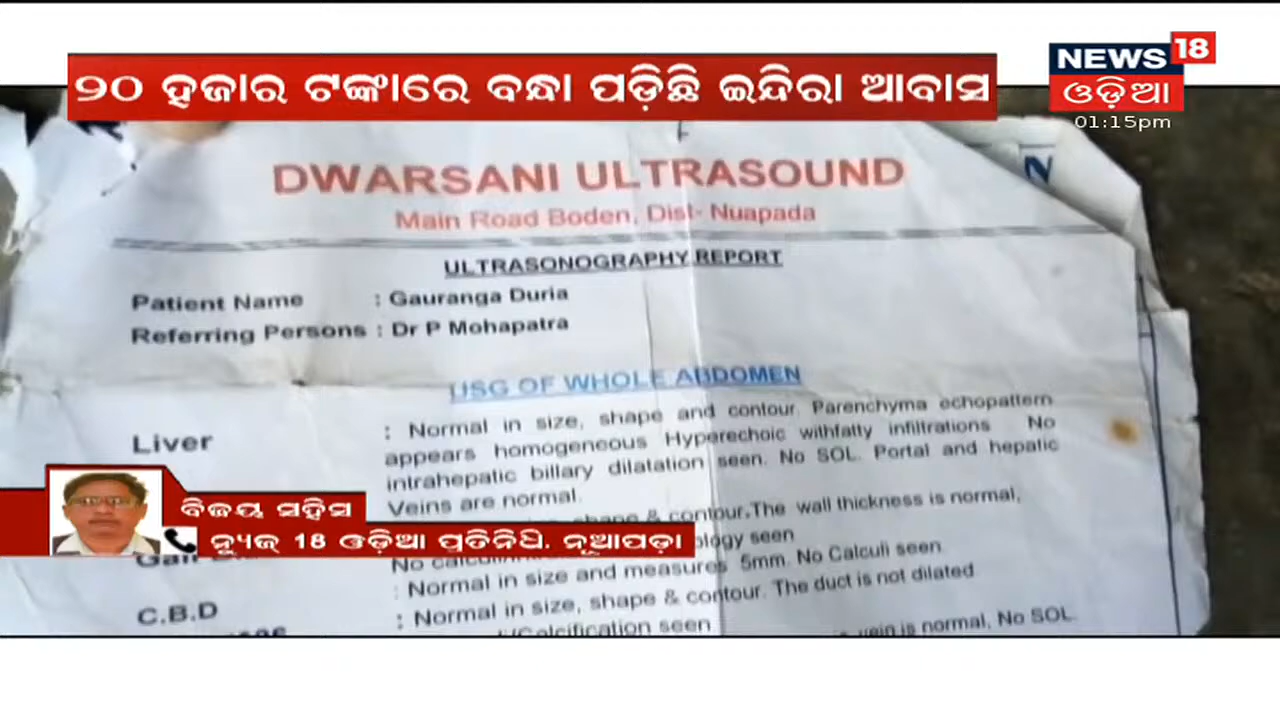 ୨୦ ହଜାର ଟଙ୍କାରେ ବନ୍ଧା ପଡ଼ିଛି ଇନ୍ଦିରା ଆବାସ
NEWS 18
ଓଡ଼ିଆ
01:15pm
N
DWARSANI ULTRASOUND
Main Road Boden, Dist- Nuapada
ULTRASONOGRAPHY REPORT
Patient Name : Gauranga Duria
Referring Persons : Dr P Mohapatra
USG OF WHOLE ABDOMEN
Liver : Normal in size, shape and contour. Parenchyma echopattern
appears homogeneous Hyperechoic withfatty infiltrations No
intrahepatic billary dilatation seen. No SOL. Portal and hepatic
Veins are normal.
shape & contour.The wall thickness is normal,
seen
: Normal in size and measures 5mm. No Calculi seen
C.B.D : Normal in size, shape & contour. The duct is not dilated
Calcification seen
vein is normal, No SOL
ବିଜୟ ସହିସ
ନ୍ୟୁଜ୍ 18 ଓଡ଼ିଆ ପ୍ରତିନିଧି, ନୂଆପଡ଼ା